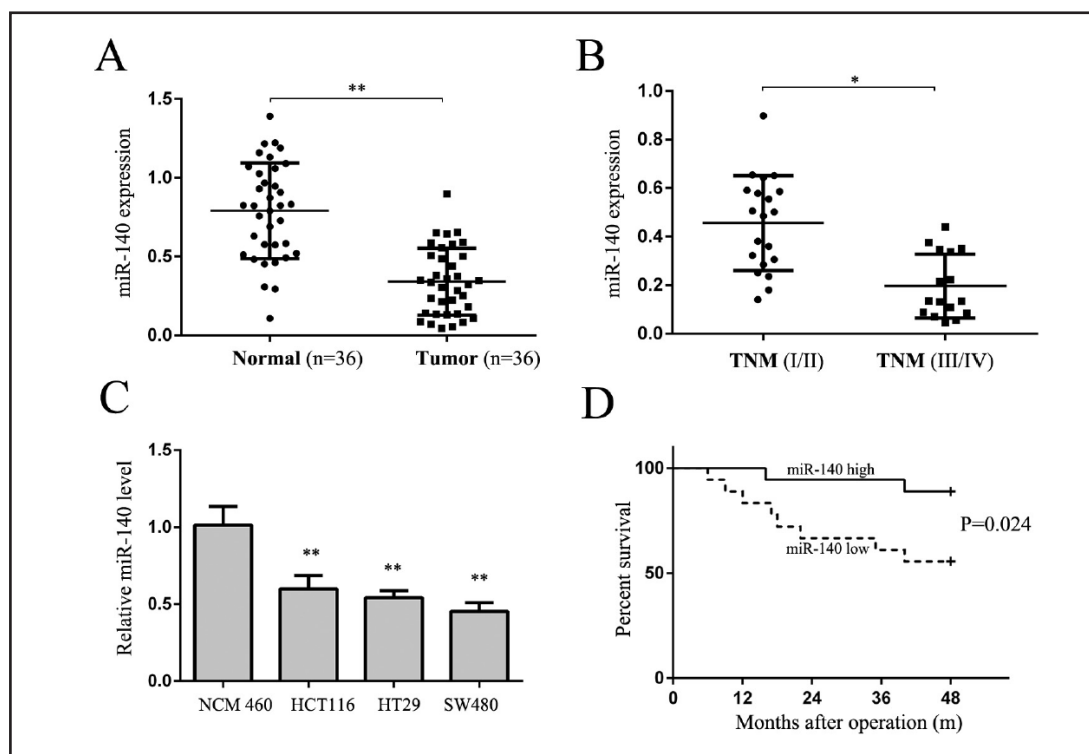 A
**
miR-140 expression
1.5
1.0
0.5
0.0
Normal (n=36)
Tumor (n=36)
B
*
miR-140 expression
1.0
0.8
0.6
0.4
0.2
0.0
TNM (I/II)
TNM (III/IV)
C
Relative miR-140 level
1.5
1.0
0.5
0.0
**
**
**
NCM 460
HCT116
HT29
SW480
D
Percent survival
100
50
miR-140 high
miR-140 low
P=0.024
0
12
24
36
48
Months after operation (m)